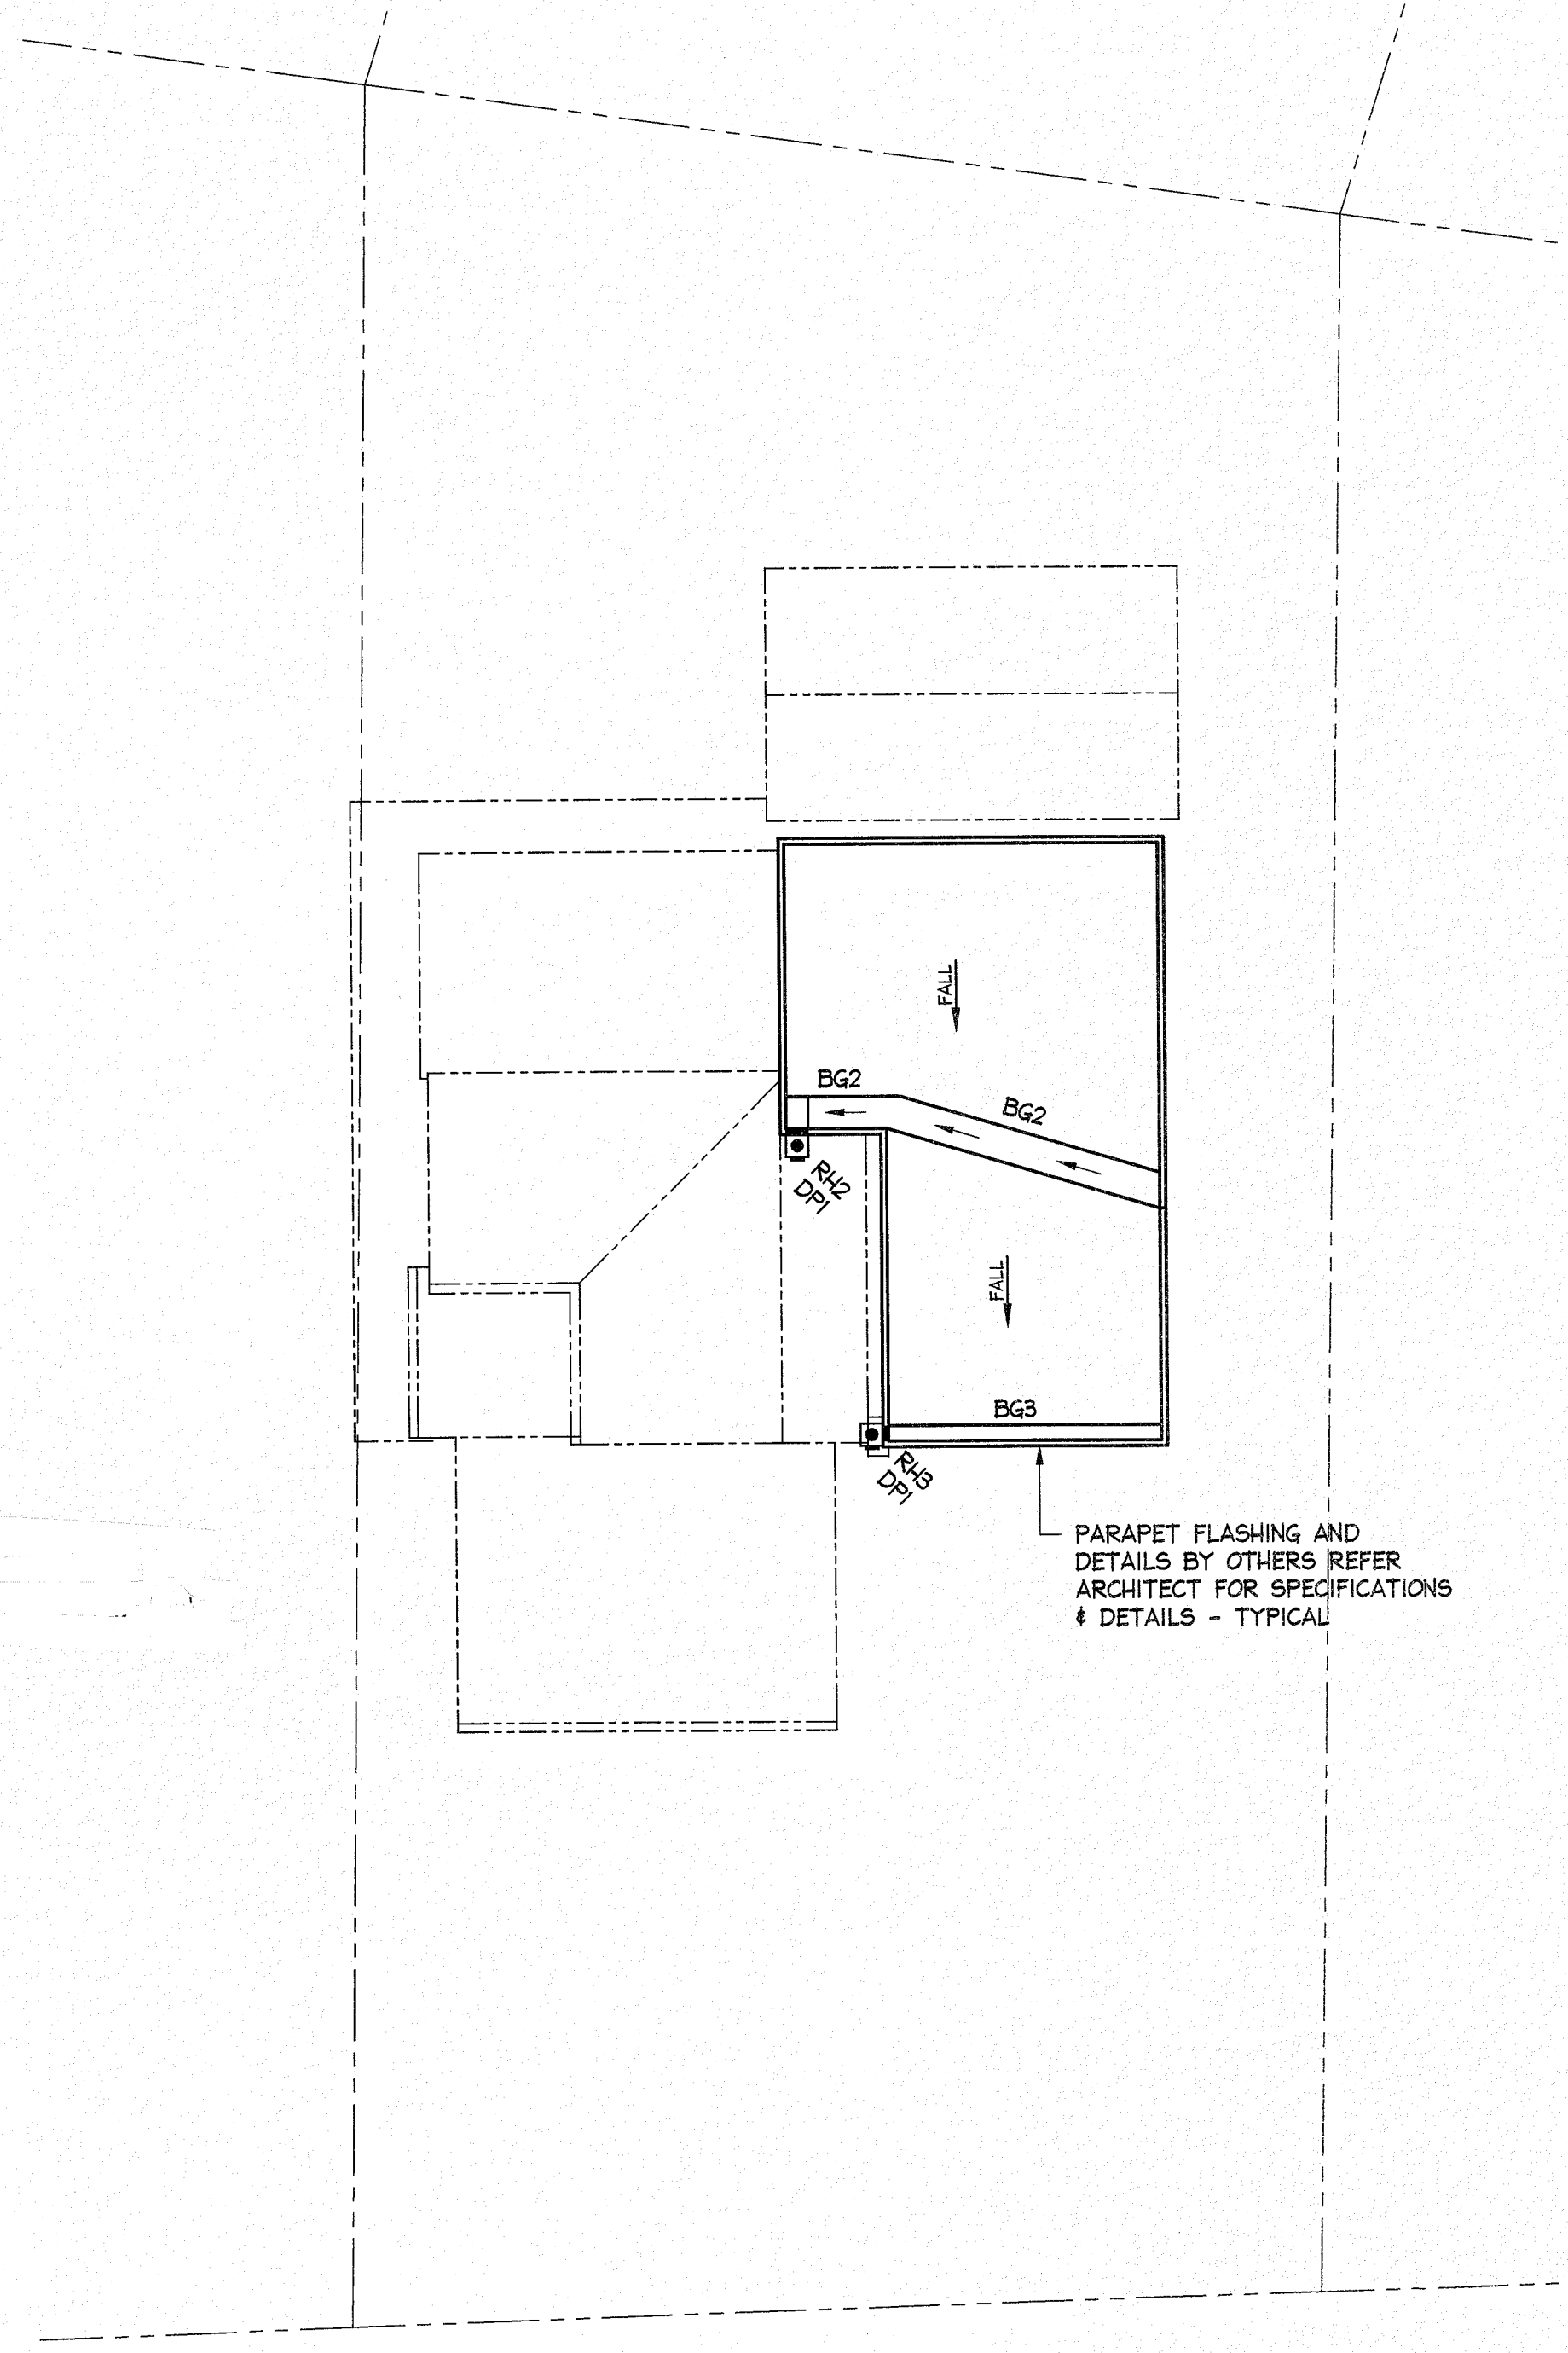 FALL
BG2
BG2
RH2
DP1
FALL
BG3
RH3
DP1
PARAPET FLASHING AND
DETAILS BY OTHERS REFER
ARCHITECT FOR SPECIFICATIONS
& DETAILS - TYPICAL